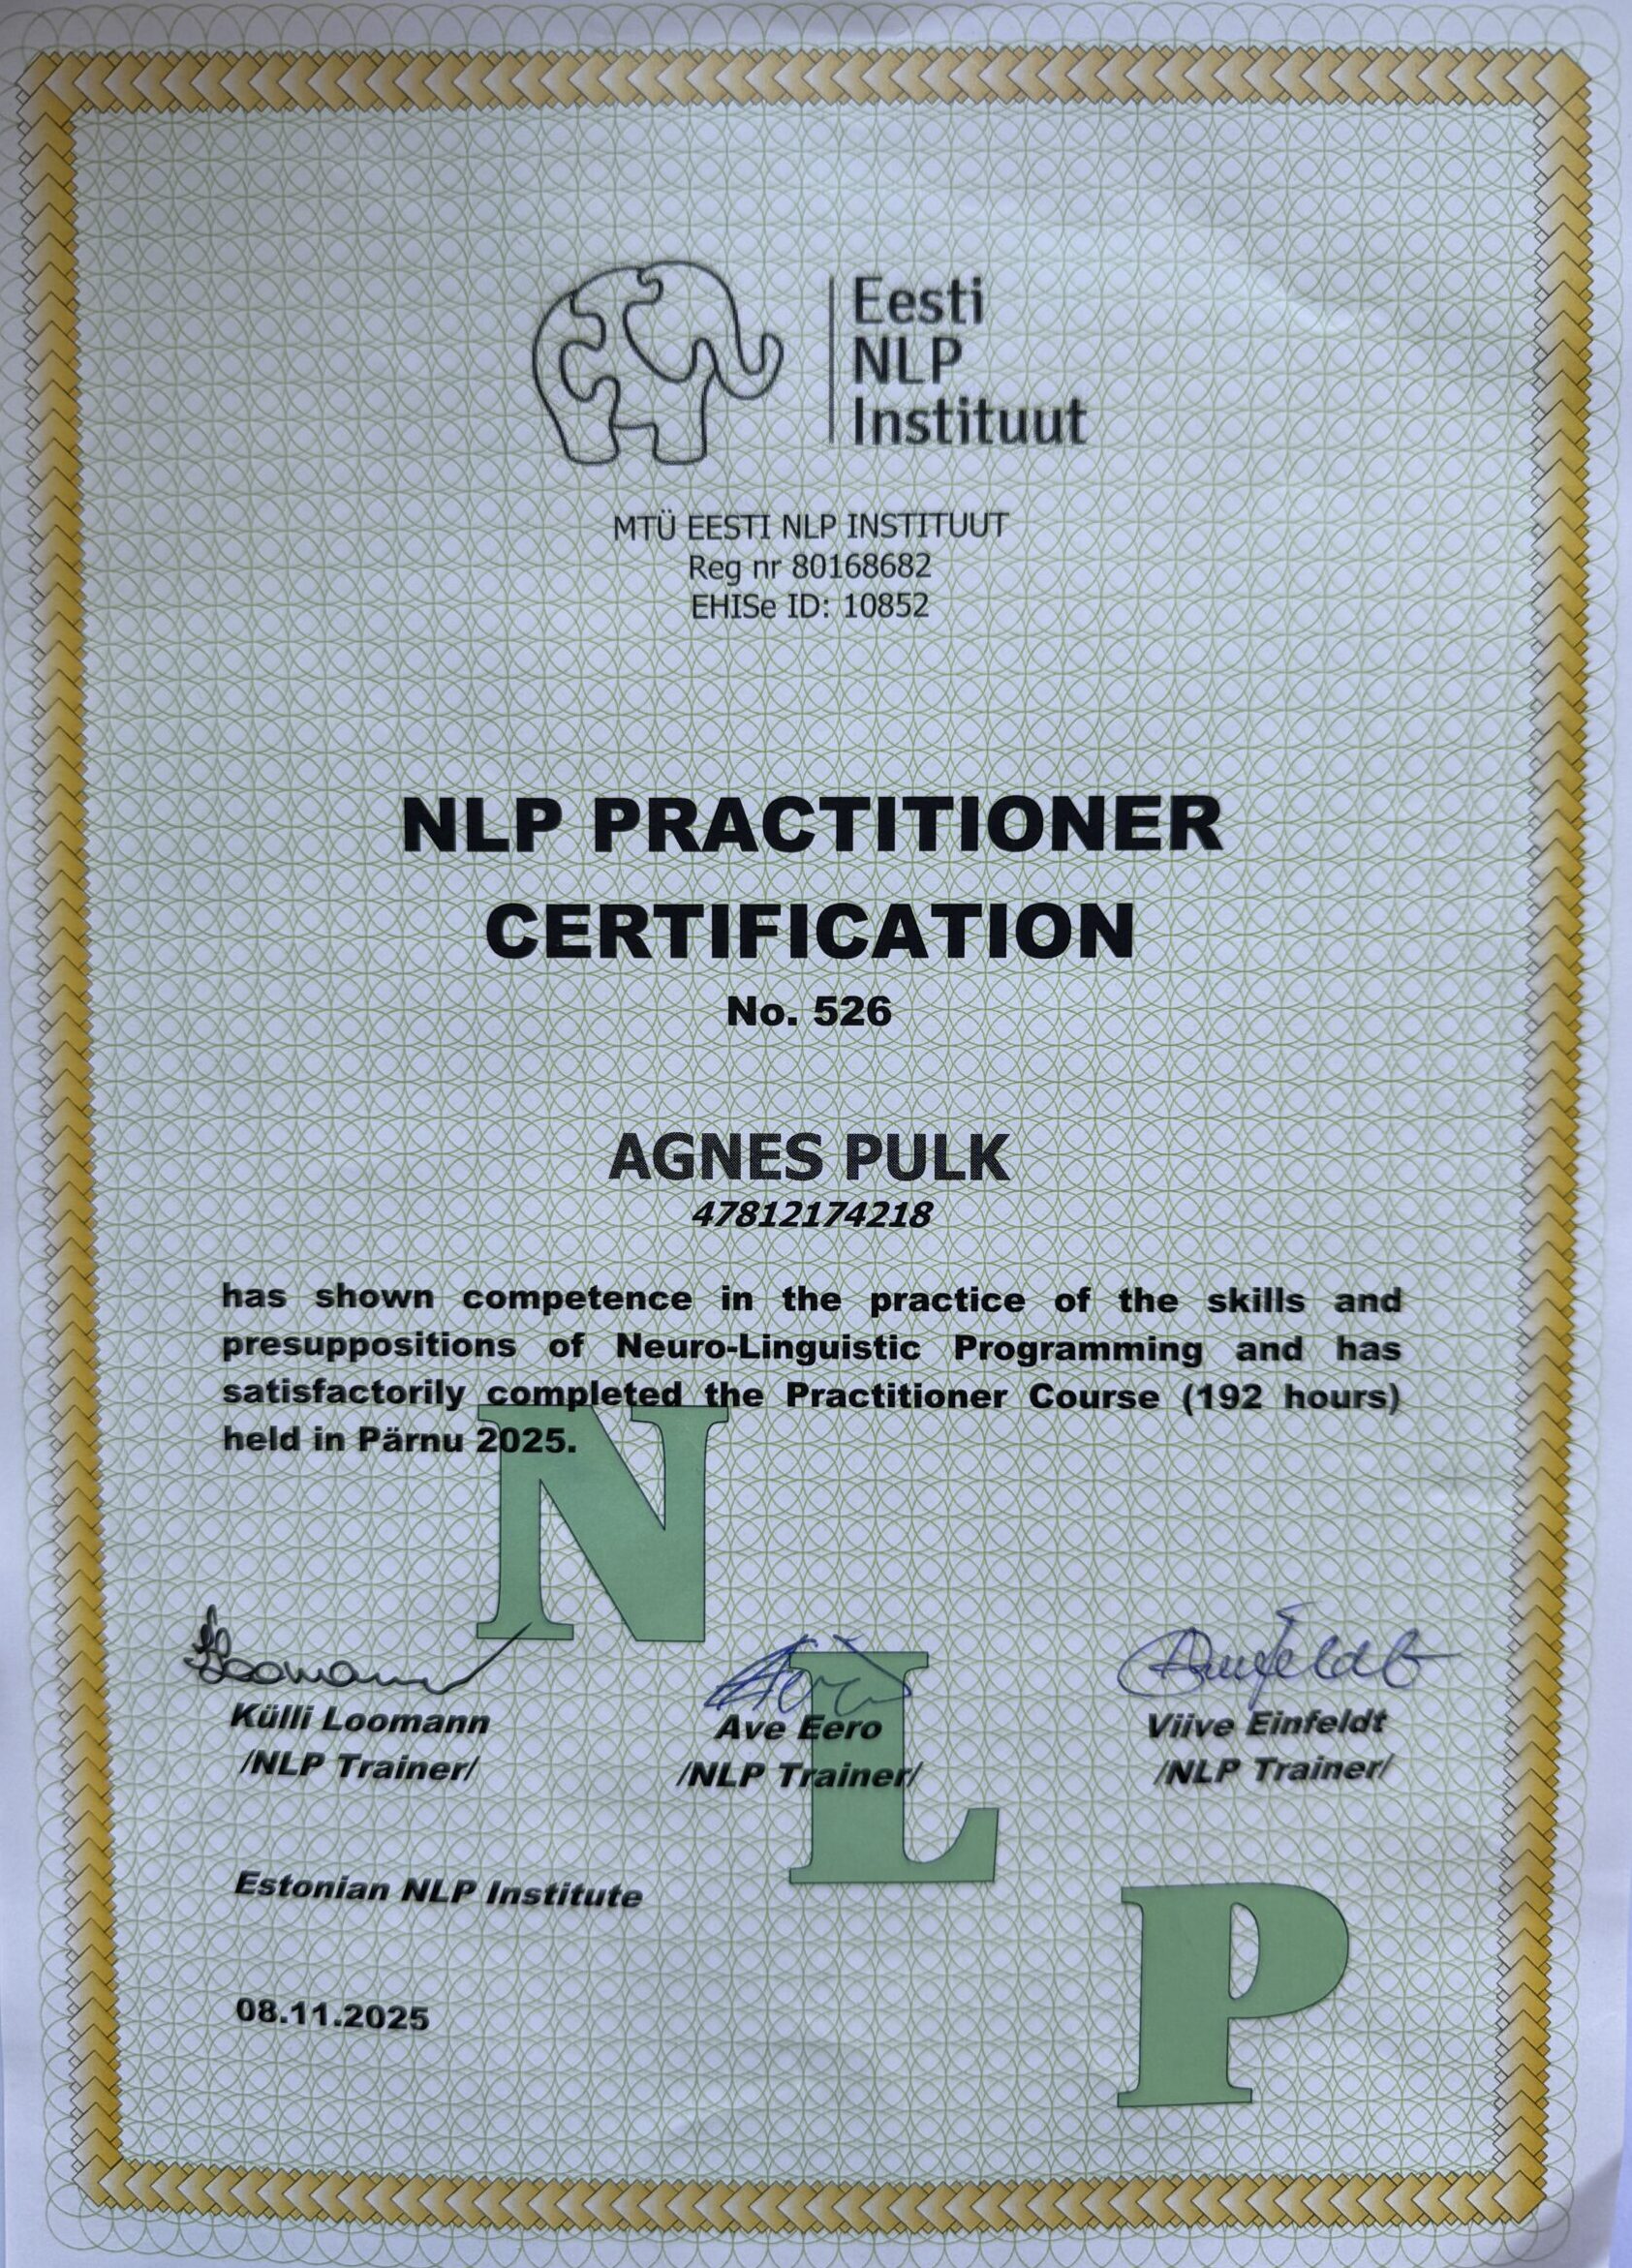 Eesti
NLP
Instituut
MTÜ EESTI NLP INSTITUUT
Reg nr 80168682
EHISe ID: 10852
NLP PRACTITIONER
CERTIFICATION
No. 526
AGNES PULK
47812174218
has shown competence in the practice of the skills and
presuppositions of Neuro-Linguistic Programming and has
satisfactorily completed the Practitioner Course (192 hours)
held in Pärnu 2025.
N
Loomann
Aero
Einfeldt
Külli Loomann
Ave Eero
Viive Einfeldt
/NLP Trainer/
/NLP Trainer/
/NLP Trainer/
L
Estonian NLP Institute
P
08.11.2025